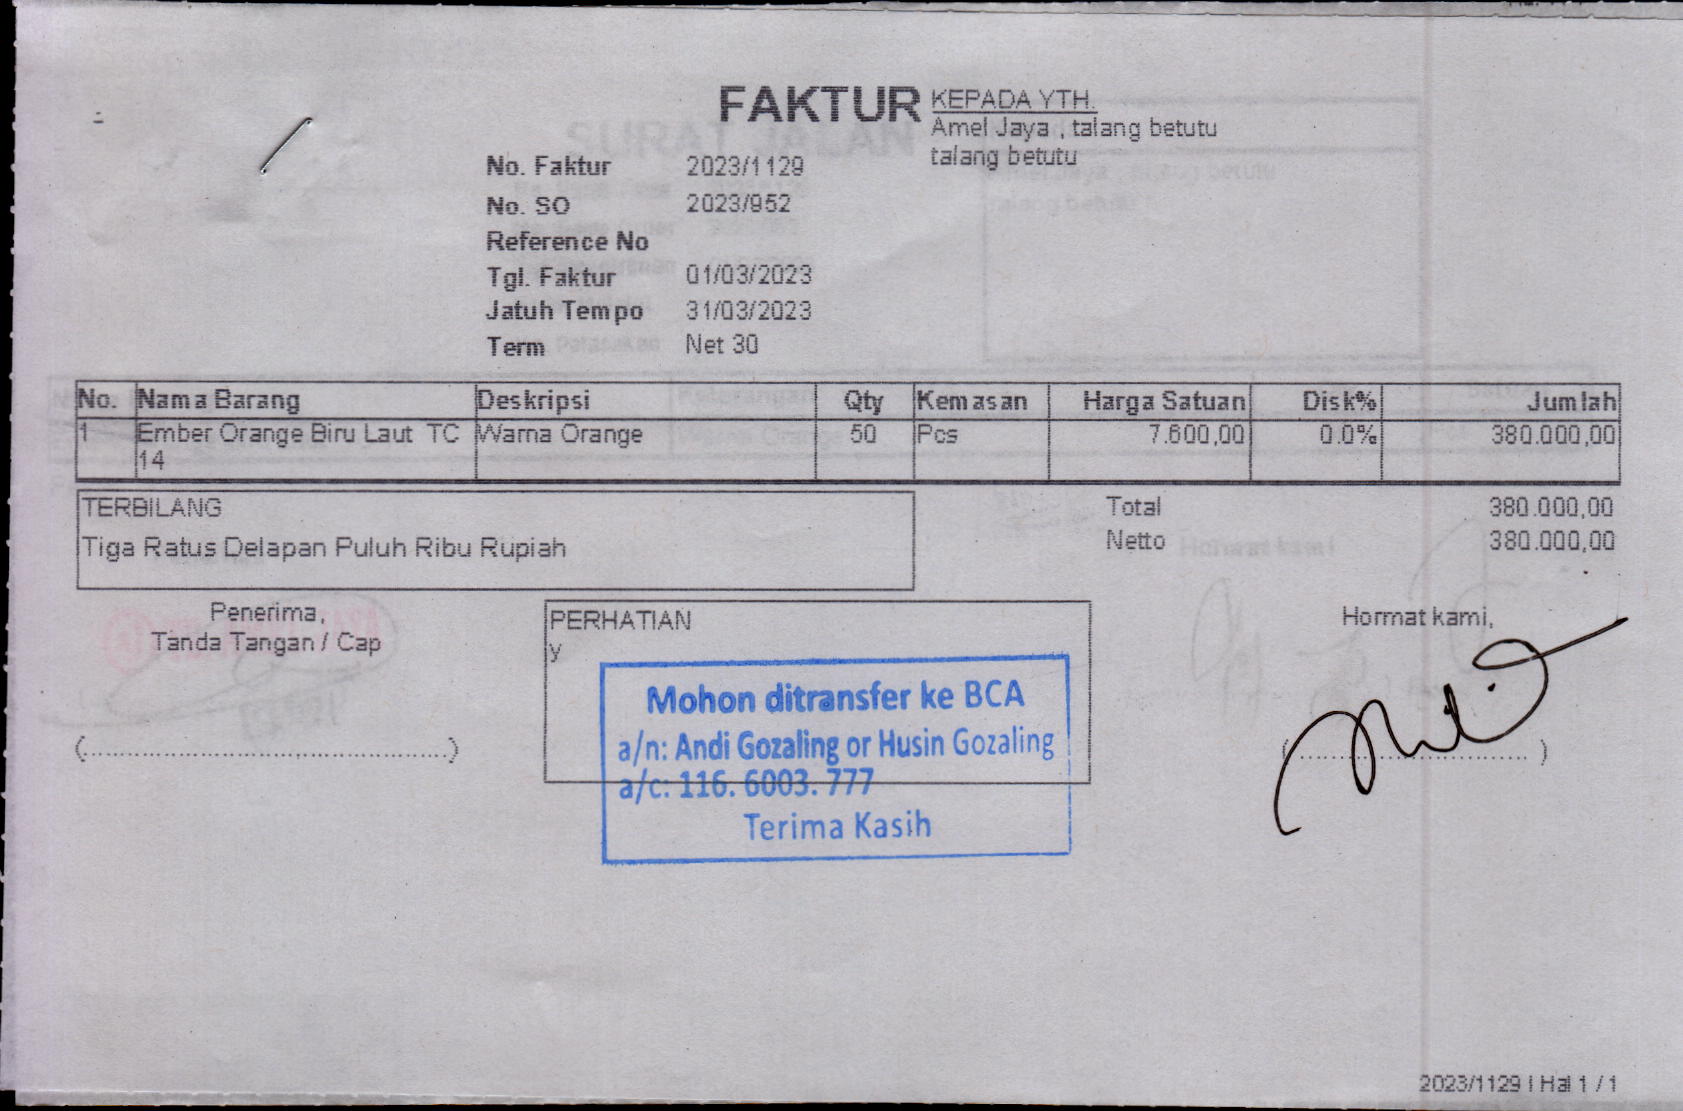 FAKTUR
KEPADA YTH.
Amel Jaya , talang betutu
talang betutu
No. Faktur 2023/1129
No. SO 2023/952
Reference No
Tgl. Faktur 01/03/2023
Jatuh Tempo 31/03/2023
Term Net 30
No. Nama Barang Deskripsi Qty Kemasan Harga Satuan Disk% Jumlah
1 Ember Orange Biru Laut TC 14 Warna Orange 50 Pcs 7.600,00 0.0% 380.000,00
TERBILANG
Tiga Ratus Delapan Puluh Ribu Rupiah
Total 380.000,00
Netto 380.000,00
Penerima,
Tanda Tangan / Cap
PERHATIAN
y
Mohon ditransfer ke BCA
a/n: Andi Gozaling or Husin Gozaling
a/c: 116. 6003. 777
Terima Kasih
Hormat kami,
2023/1129 | Hal 1 / 1